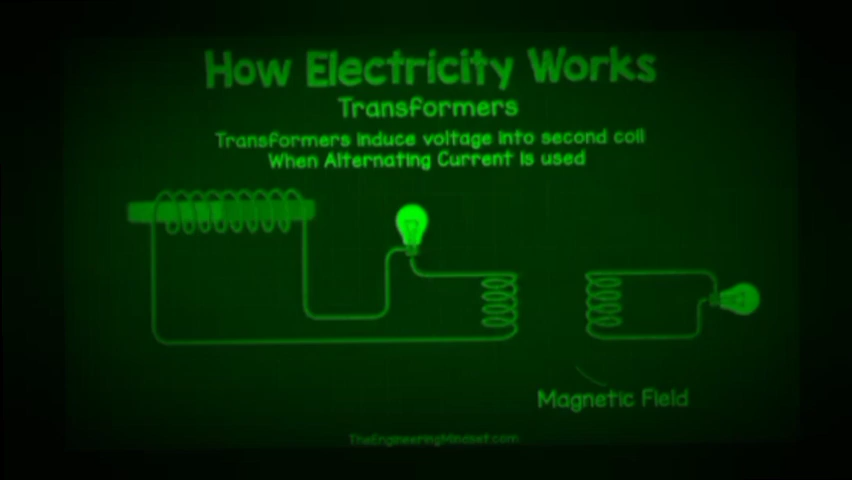 How Electricity Works
Transformers
Transformers induce voltage into second coil
When Alternating Current is used
Magnetic Field
TheEngineeringMindset.com